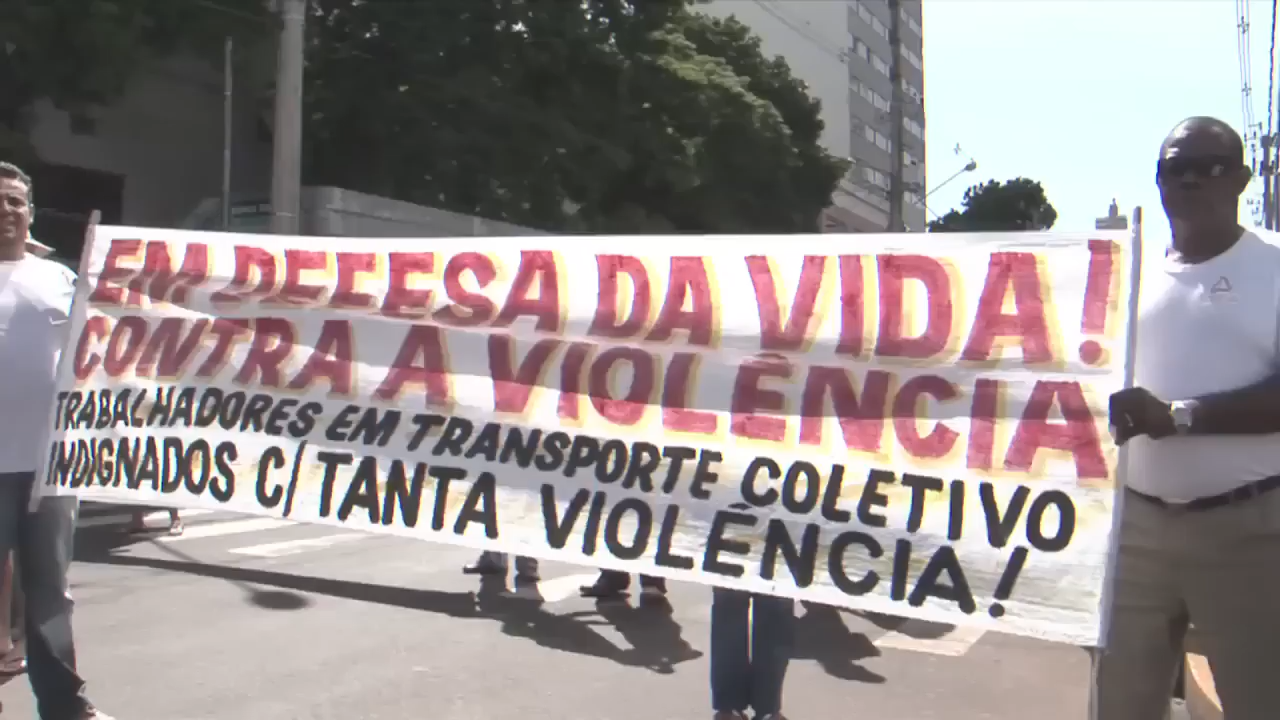 EM DEFESA DA VIDA!
CONTRA A VIOLÊNCIA
TRABALHADORES EM TRANSPORTE COLETIVO
INDIGNADOS C/ TANTA VIOLÊNCIA!